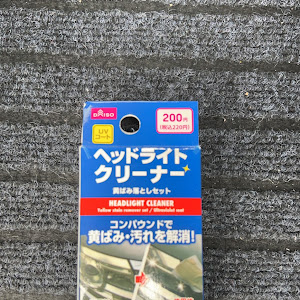 DAISO
UVコート
200円
(税込220円)
ヘッドライト
クリーナー
黄ばみ落としセット
HEADLIGHT CLEANER
Yellow stain remover set / Ultraviolet coat
コンパウンドで
黄ばみ・汚れを解消!